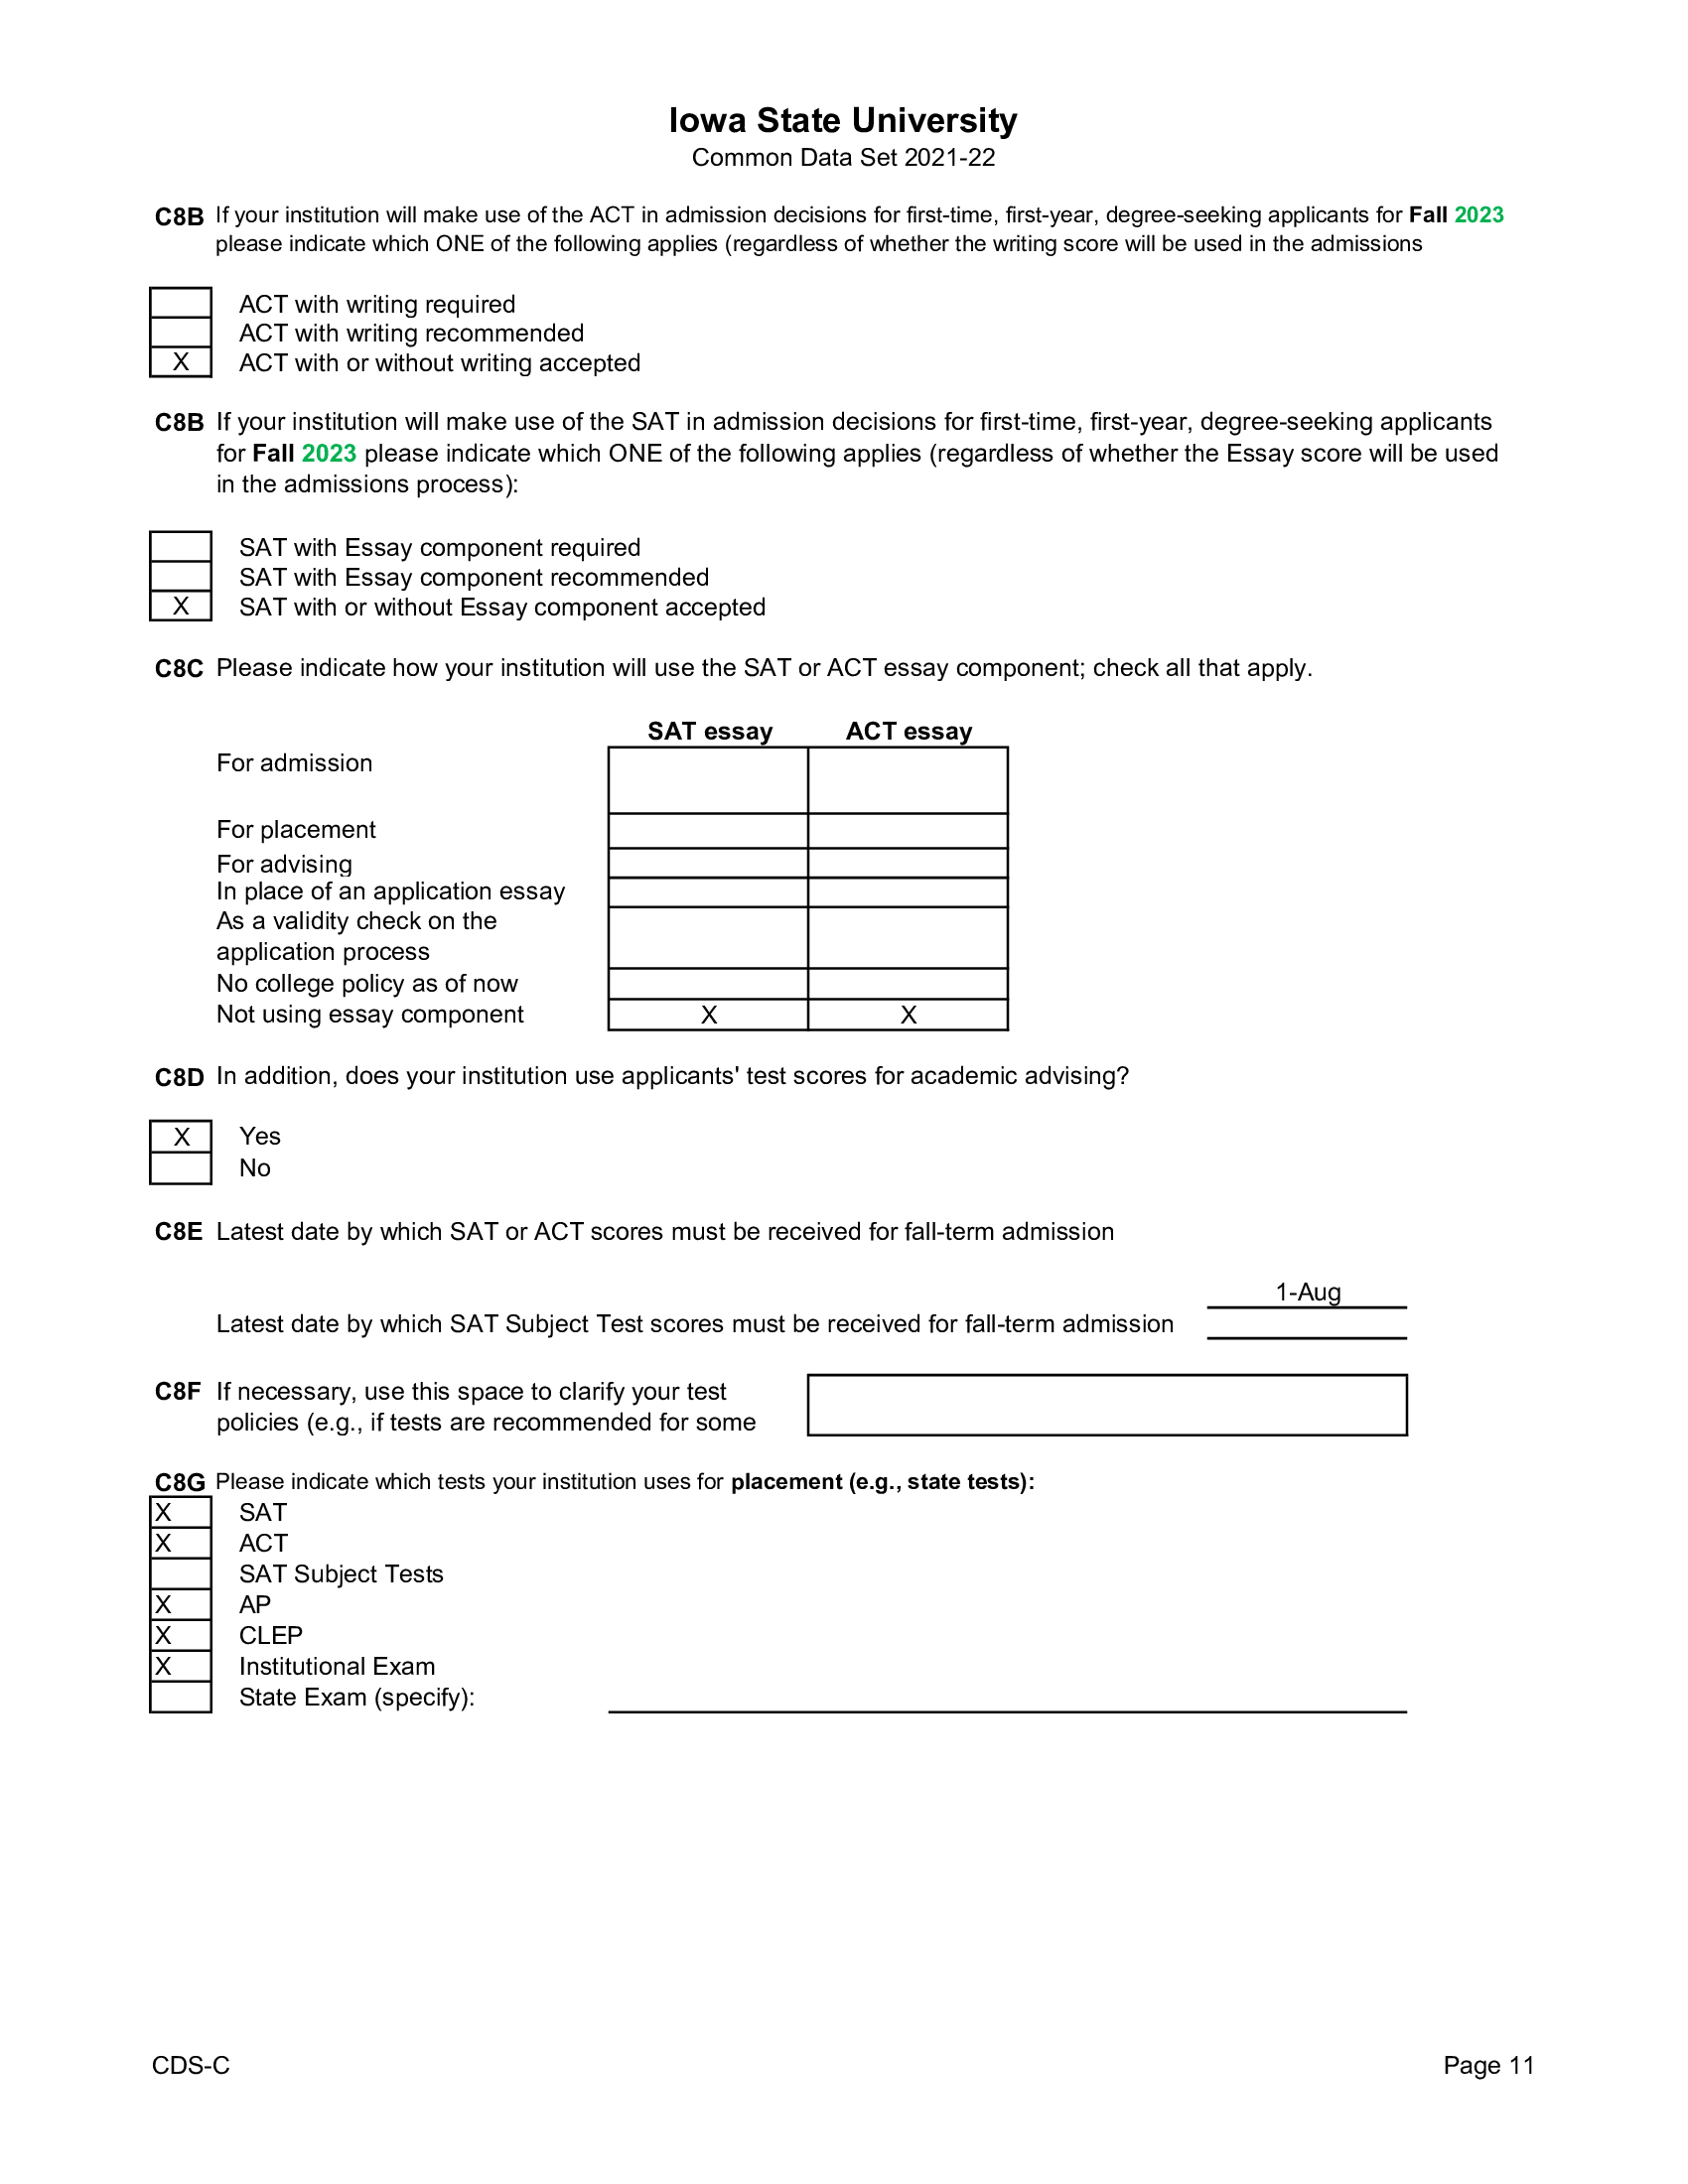 Iowa State University
Common Data Set 2021-22
C8B If your institution will make use of the ACT in admission decisions for first-time, first-year, degree-seeking applicants for Fall 2023
please indicate which ONE of the following applies (regardless of whether the writing score will be used in the admissions
ACT with writing required
ACT with writing recommended
X ACT with or without writing accepted
C8B If your institution will make use of the SAT in admission decisions for first-time, first-year, degree-seeking applicants
for Fall 2023 please indicate which ONE of the following applies (regardless of whether the Essay score will be used
in the admissions process):
SAT with Essay component required
SAT with Essay component recommended
X SAT with or without Essay component accepted
C8C Please indicate how your institution will use the SAT or ACT essay component; check all that apply.
SAT essay ACT essay
For admission
For placement
For advising
In place of an application essay
As a validity check on the
application process
No college policy as of now
Not using essay component X X
C8D In addition, does your institution use applicants' test scores for academic advising?
X Yes
No
C8E Latest date by which SAT or ACT scores must be received for fall-term admission
1-Aug
Latest date by which SAT Subject Test scores must be received for fall-term admission
C8F If necessary, use this space to clarify your test
policies (e.g., if tests are recommended for some
C8G Please indicate which tests your institution uses for placement (e.g., state tests):
X SAT
X ACT
SAT Subject Tests
X AP
X CLEP
X Institutional Exam
State Exam (specify):
CDS-C Page 11